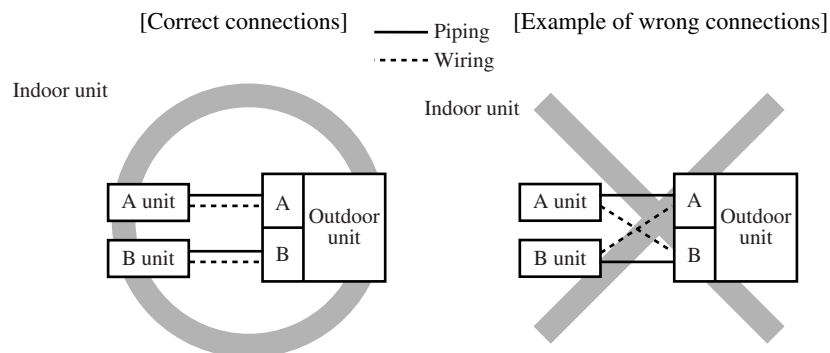 [Correct connections]
Piping
Wiring
[Example of wrong connections]
Indoor unit
A unit
B unit
A
B
Outdoor
unit
Indoor unit
A unit
B unit
A
B
Outdoor
unit